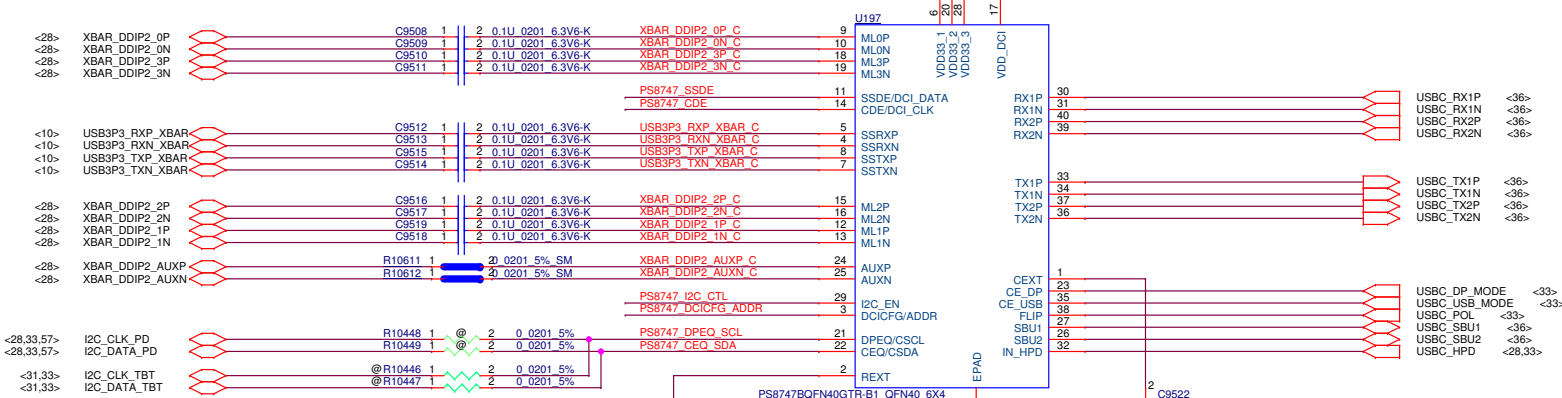 6 20 28 17
U197
<28> XBAR_DDIP2_0P C9508 1 2 0.1U_0201_6.3V6-K XBAR_DDIP2_0P_C 9 ML0P
<28> XBAR_DDIP2_0N C9509 1 2 0.1U_0201_6.3V6-K XBAR_DDIP2_0N_C 10 ML0N
<28> XBAR_DDIP2_3P C9510 1 2 0.1U_0201_6.3V6-K XBAR_DDIP2_3P_C 18 ML3P
<28> XBAR_DDIP2_3N C9511 1 2 0.1U_0201_6.3V6-K XBAR_DDIP2_3N_C 19 ML3N
VDD33_1 VDD33_2 VDD33_3 VDD_DCI
PS8747_SSDE 11 SSDE/DCI_DATA
PS8747_CDE 14 CDE/DCI_CLK
RX1P 30 USBC_RX1P <36>
RX1N 31 USBC_RX1N <36>
RX2P 40 USBC_RX2P <36>
RX2N 39 USBC_RX2N <36>
<10> USB3P3_RXP_XBAR C9512 1 2 0.1U_0201_6.3V6-K USB3P3_RXP_XBAR_C 5 SSRXP
<10> USB3P3_RXN_XBAR C9513 1 2 0.1U_0201_6.3V6-K USB3P3_RXN_XBAR_C 4 SSRXN
<10> USB3P3_TXP_XBAR C9515 1 2 0.1U_0201_6.3V6-K USB3P3_TXP_XBAR_C 8 SSTXP
<10> USB3P3_TXN_XBAR C9514 1 2 0.1U_0201_6.3V6-K USB3P3_TXN_XBAR_C 7 SSTXN
TX1P 33 USBC_TX1P <36>
TX1N 34 USBC_TX1N <36>
TX2P 37 USBC_TX2P <36>
TX2N 36 USBC_TX2N <36>
<28> XBAR_DDIP2_2P C9516 1 2 0.1U_0201_6.3V6-K XBAR_DDIP2_2P_C 15 ML2P
<28> XBAR_DDIP2_2N C9517 1 2 0.1U_0201_6.3V6-K XBAR_DDIP2_2N_C 16 ML2N
<28> XBAR_DDIP2_1P C9519 1 2 0.1U_0201_6.3V6-K XBAR_DDIP2_1P_C 12 ML1P
<28> XBAR_DDIP2_1N C9518 1 2 0.1U_0201_6.3V6-K XBAR_DDIP2_1N_C 13 ML1N
<28> XBAR_DDIP2_AUXP R10611 1 2 0_0201_5%_SM XBAR_DDIP2_AUXP_C 24 AUXP
<28> XBAR_DDIP2_AUXN R10612 1 2 0_0201_5%_SM XBAR_DDIP2_AUXN_C 25 AUXN
CEXT 1
CE_DP 23 USBC_DP_MODE <33>
CE_USB 35 USBC_USB_MODE <33>
FLIP 38 USBC_POL <33>
SBU1 27 USBC_SBU1 <36>
SBU2 26 USBC_SBU2 <36>
IN_HPD 32 USBC_HPD <28,33>
PS8747_I2C_CTL 29 I2C_EN
PS8747_DCICFG_ADDR 3 DCICFG/ADDR
<28,33,57> I2C_CLK_PD R10448 1 @ 2 0_0201_5% PS8747_DPEQ_SCL 21 DPEQ/CSCL
<28,33,57> I2C_DATA_PD R10449 1 @ 2 0_0201_5% PS8747_CEQ_SDA 22 CEQ/CSDA
<31,33> I2C_CLK_TBT @ R10446 1 2 0_0201_5%
<31,33> I2C_DATA_TBT @ R10447 1 2 0_0201_5%
2 REXT
EPAD
PS8747BQFN40GTR-B1_QFN40_6X4
2 C9522